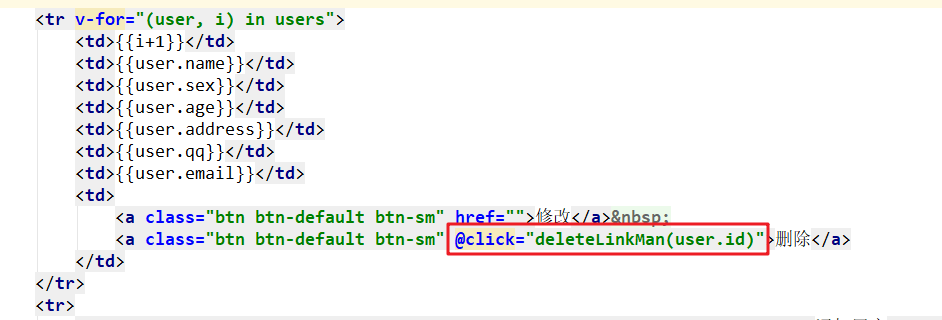 <tr v-for="(user, i) in users">
<td>{{i+1}}</td>
<td>{{user.name}}</td>
<td>{{user.sex}}</td>
<td>{{user.age}}</td>
<td>{{user.address}}</td>
<td>{{user.qq}}</td>
<td>{{user.email}}</td>
<td>
<a class="btn btn-default btn-sm" href="">修改</a>&nbsp;
<a class="btn btn-default btn-sm" @click="deleteLinkMan(user.id)">删除</a>
</td>
</tr>
<tr>